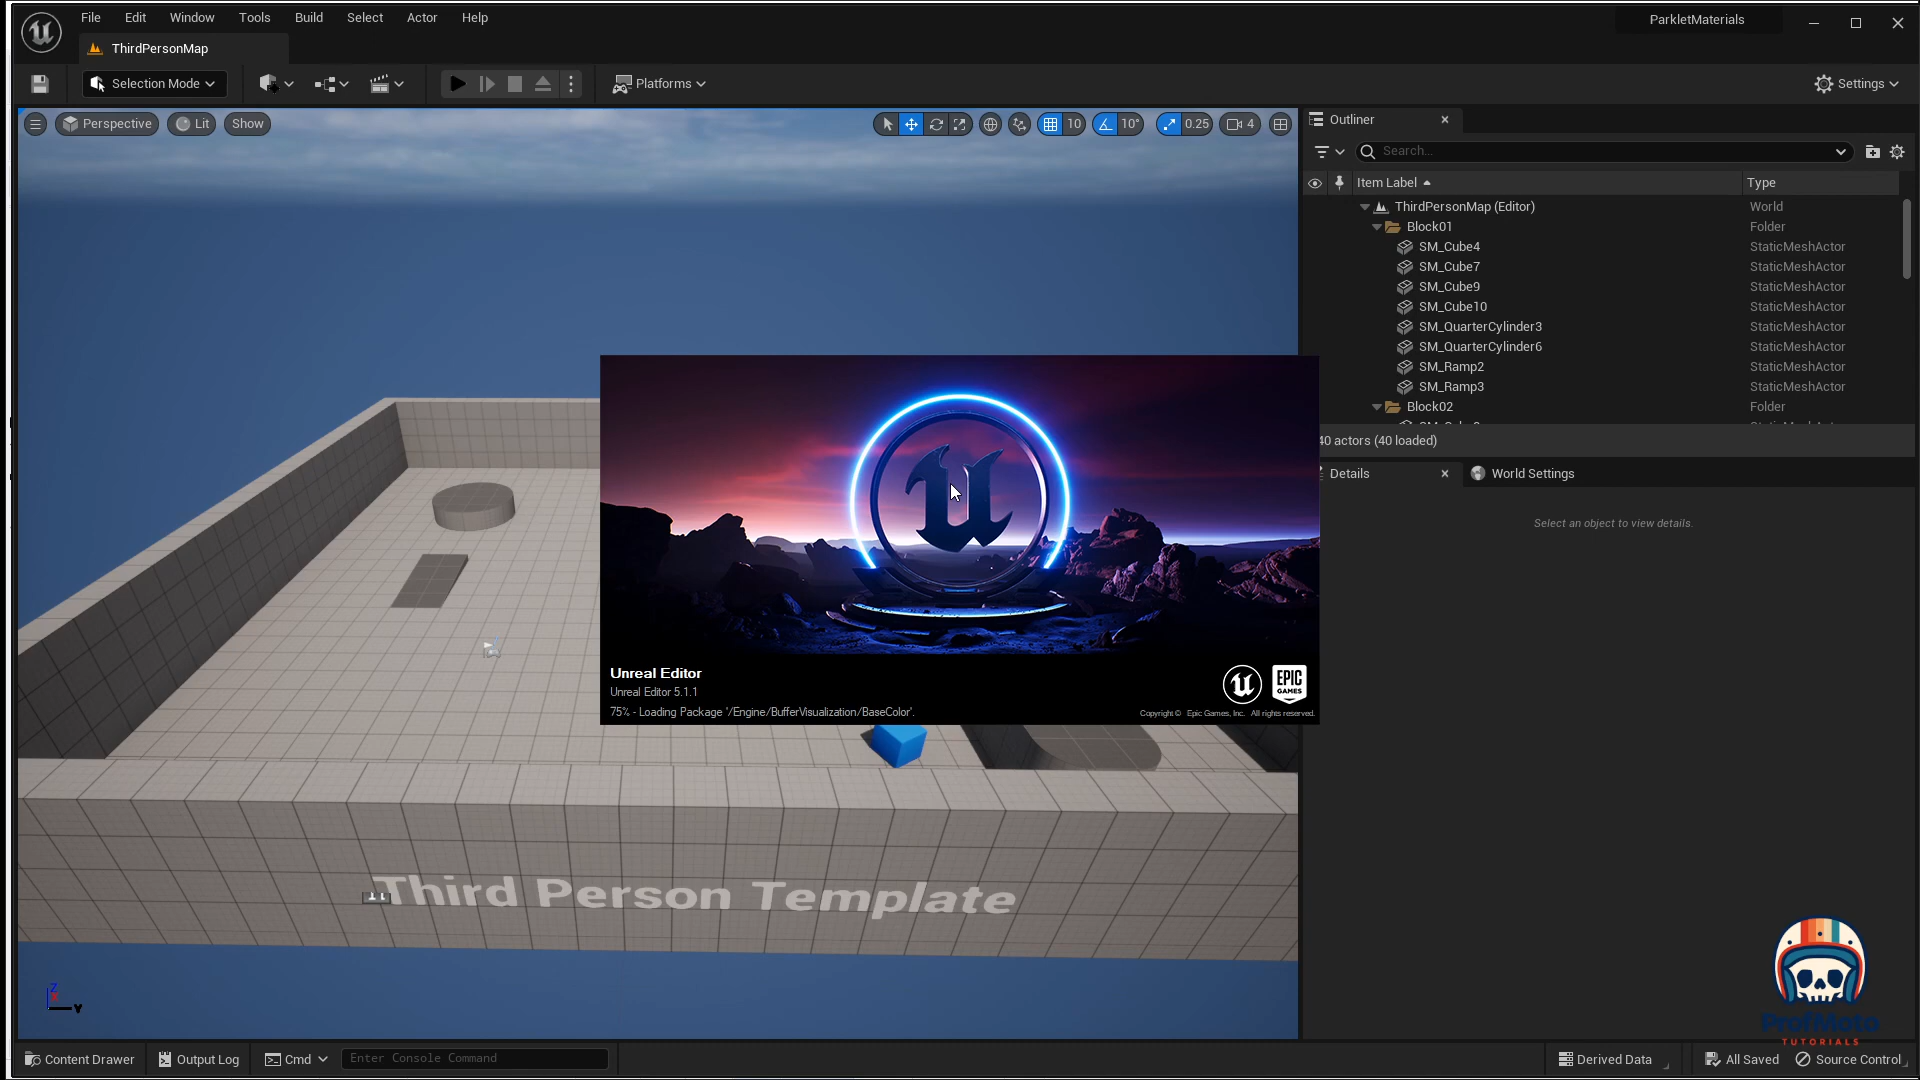 File Edit Window Tools Build Select Actor Help
ParkletMaterials
ThirdPersonMap
Selection Mode
Platforms
Settings
Perspective Lit Show
10 10° 0.25 4
Outliner
Search...
Item Label Type
ThirdPersonMap (Editor) World
Block01 Folder
SM_Cube4 StaticMeshActor
SM_Cube7 StaticMeshActor
SM_Cube9 StaticMeshActor
SM_Cube10 StaticMeshActor
SM_QuarterCylinder3 StaticMeshActor
SM_QuarterCylinder6 StaticMeshActor
SM_Ramp2 StaticMeshActor
SM_Ramp3 StaticMeshActor
Block02 Folder
40 actors (40 loaded)
Details World Settings
Select an object to view details.
Unreal Editor
Unreal Editor 5.1.1
75% - Loading Package '/Engine/BufferVisualization/BaseColor'.
EPIC
GAMES
Copyright © Epic Games, Inc. All rights reserved.
Third Person Template
Z
Y
ProfMoto
TUTORIALS
Content Drawer Output Log Cmd Enter Console Command Derived Data All Saved Source Control